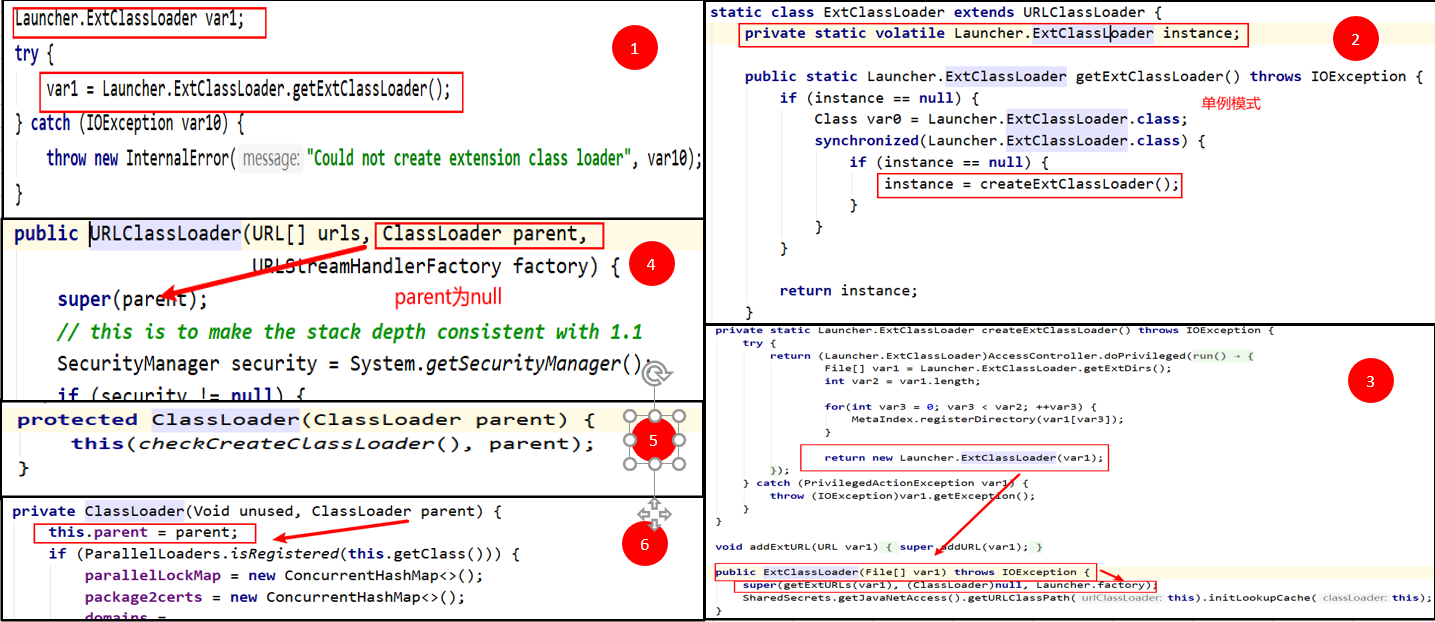 Launcher.ExtClassLoader var1;
try {
var1 = Launcher.ExtClassLoader.getExtClassLoader();
} catch (IOException var10) {
throw new InternalError( message: "Could not create extension class loader", var10);
}
1
static class ExtClassLoader extends URLClassLoader {
private static volatile Launcher.ExtClassLoader instance;
2
public static Launcher.ExtClassLoader getExtClassLoader() throws IOException {
if (instance == null) {
单例模式
Class var0 = Launcher.ExtClassLoader.class;
synchronized(Launcher.ExtClassLoader.class) {
if (instance == null) {
instance = createExtClassLoader();
}
}
}
return instance;
}
private static Launcher.ExtClassLoader createExtClassLoader() throws IOException {
try {
return (Launcher.ExtClassLoader)AccessController.doPrivileged(run() → {
File[] var1 = Launcher.ExtClassLoader.getExtDirs();
int var2 = var1.length;
3
for(int var3 = 0; var3 < var2; ++var3) {
MetaIndex.registerDirectory(var1[var3]);
}
return new Launcher.ExtClassLoader(var1);
});
} catch (PrivilegedActionException var1) {
throw (IOException)var1.getException();
}
}
void addExtURL(URL var1) { super.addURL(var1); }
public ExtClassLoader(File[] var1) throws IOException {
super(getExtURLs(var1), (ClassLoader)null, Launcher.factory);
SharedSecrets.getJavaNetAccess().getURLClassPath( urlClassLoader: this).initLookupCache( classLoader: this);
}
public URLClassLoader(URL[] urls, ClassLoader parent,
URLStreamHandlerFactory factory) {
4
super(parent);
parent为null
// this is to make the stack depth consistent with 1.1
SecurityManager security = System.getSecurityManager();
if (security != null) {
protected ClassLoader(ClassLoader parent) {
this(checkCreateClassLoader(), parent);
}
5
private ClassLoader(Void unused, ClassLoader parent) {
this.parent = parent;
6
if (ParallelLoaders.isRegistered(this.getClass())) {
parallelLockMap = new ConcurrentHashMap<>();
package2certs = new ConcurrentHashMap<>();
domains =